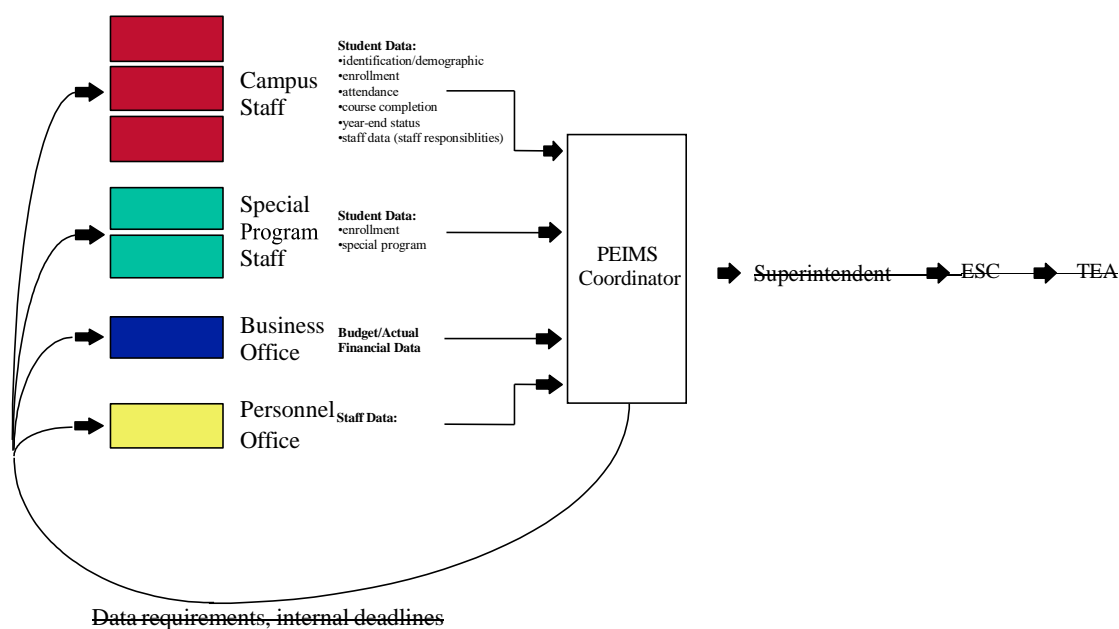 Campus
Staff
Student Data:
•identification/demographic
•enrollment
•attendance
•course completion
•year-end status
•staff data (staff responsiblities)
Special
Program
Staff
Student Data:
•enrollment
•special program
Business
Office
Budget/Actual
Financial Data
Personnel
Office
Staff Data:
PEIMS
Coordinator
Superintendent
ESC
TEA
Data requirements, internal deadlines